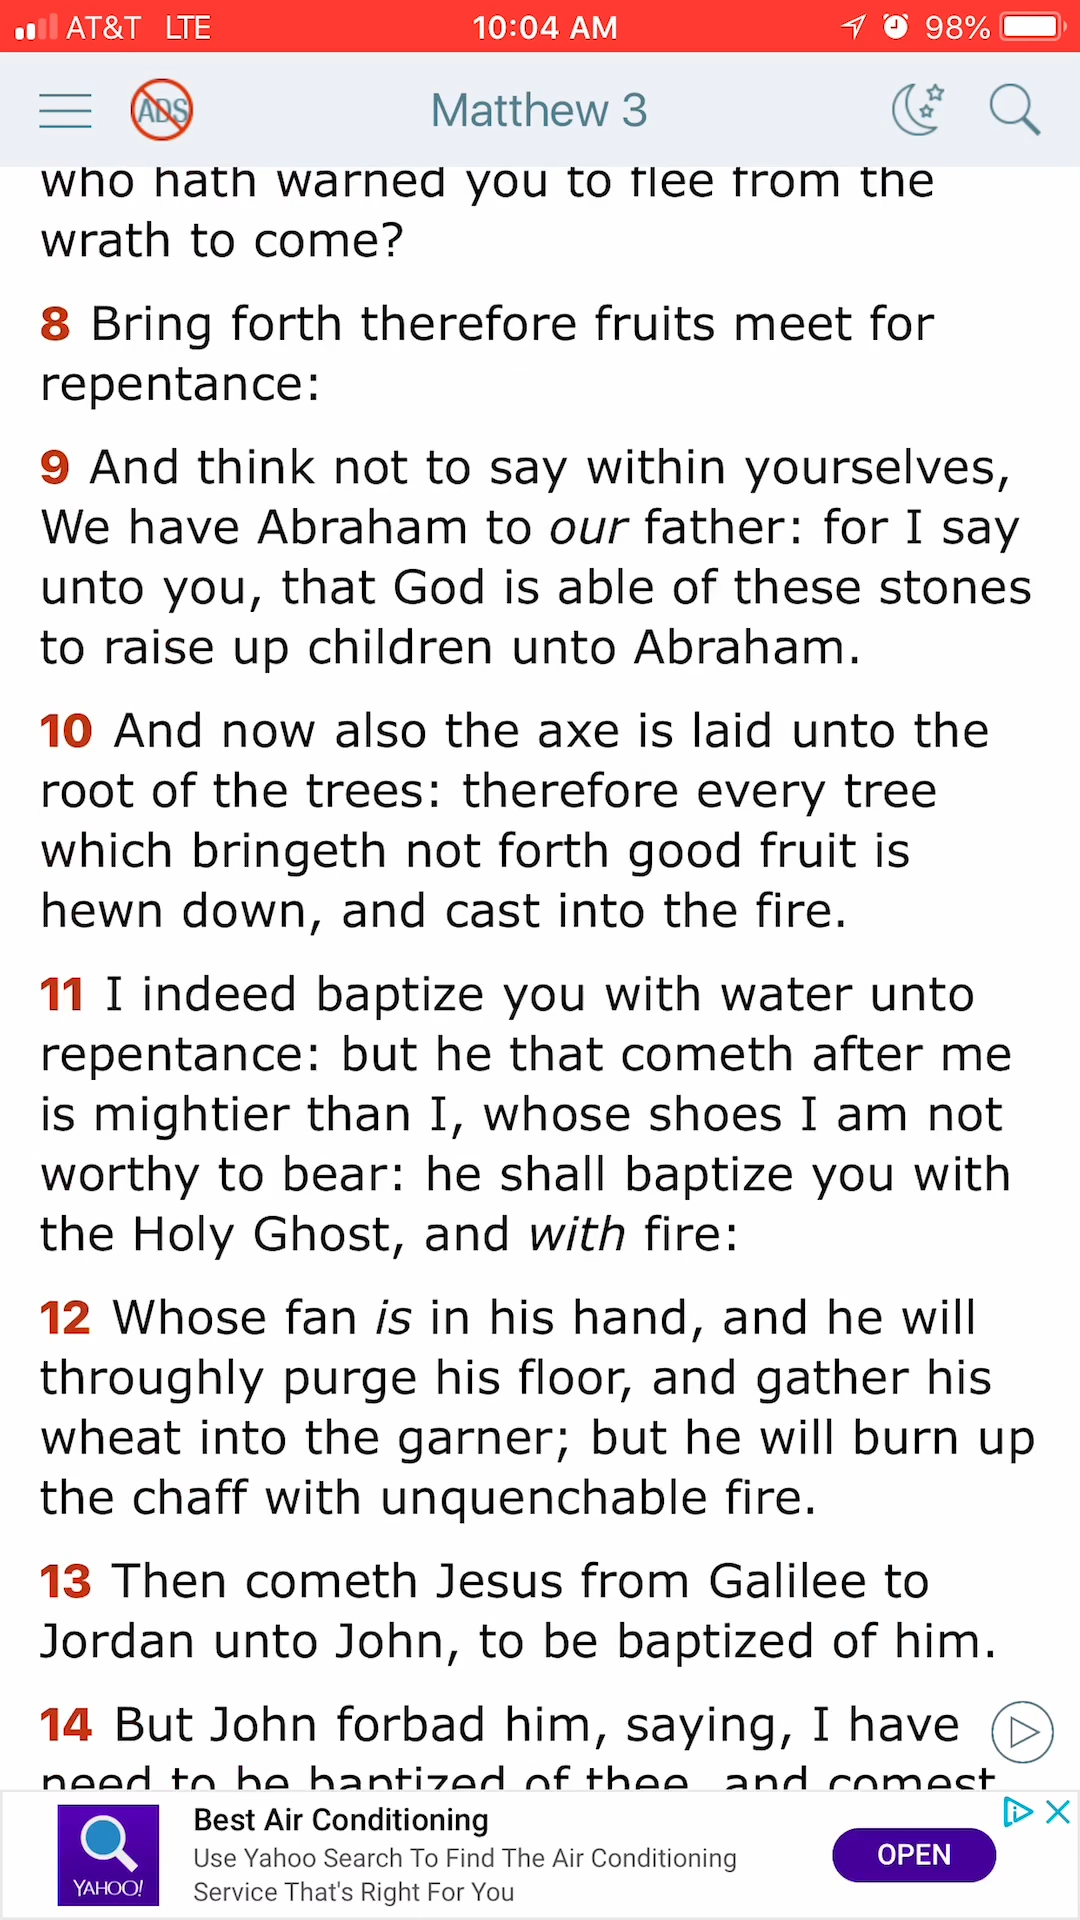 AT&T LTE 10:04 AM 98%
ADS Matthew 3
who hath warned you to flee from the
wrath to come?
8 Bring forth therefore fruits meet for
repentance:
9 And think not to say within yourselves,
We have Abraham to our father: for I say
unto you, that God is able of these stones
to raise up children unto Abraham.
10 And now also the axe is laid unto the
root of the trees: therefore every tree
which bringeth not forth good fruit is
hewn down, and cast into the fire.
11 I indeed baptize you with water unto
repentance: but he that cometh after me
is mightier than I, whose shoes I am not
worthy to bear: he shall baptize you with
the Holy Ghost, and with fire:
12 Whose fan is in his hand, and he will
throughly purge his floor, and gather his
wheat into the garner; but he will burn up
the chaff with unquenchable fire.
13 Then cometh Jesus from Galilee to
Jordan unto John, to be baptized of him.
14 But John forbad him, saying, I have
need to be baptized of thee, and comest
YAHOO!
Best Air Conditioning
Use Yahoo Search To Find The Air Conditioning
Service That's Right For You
OPEN